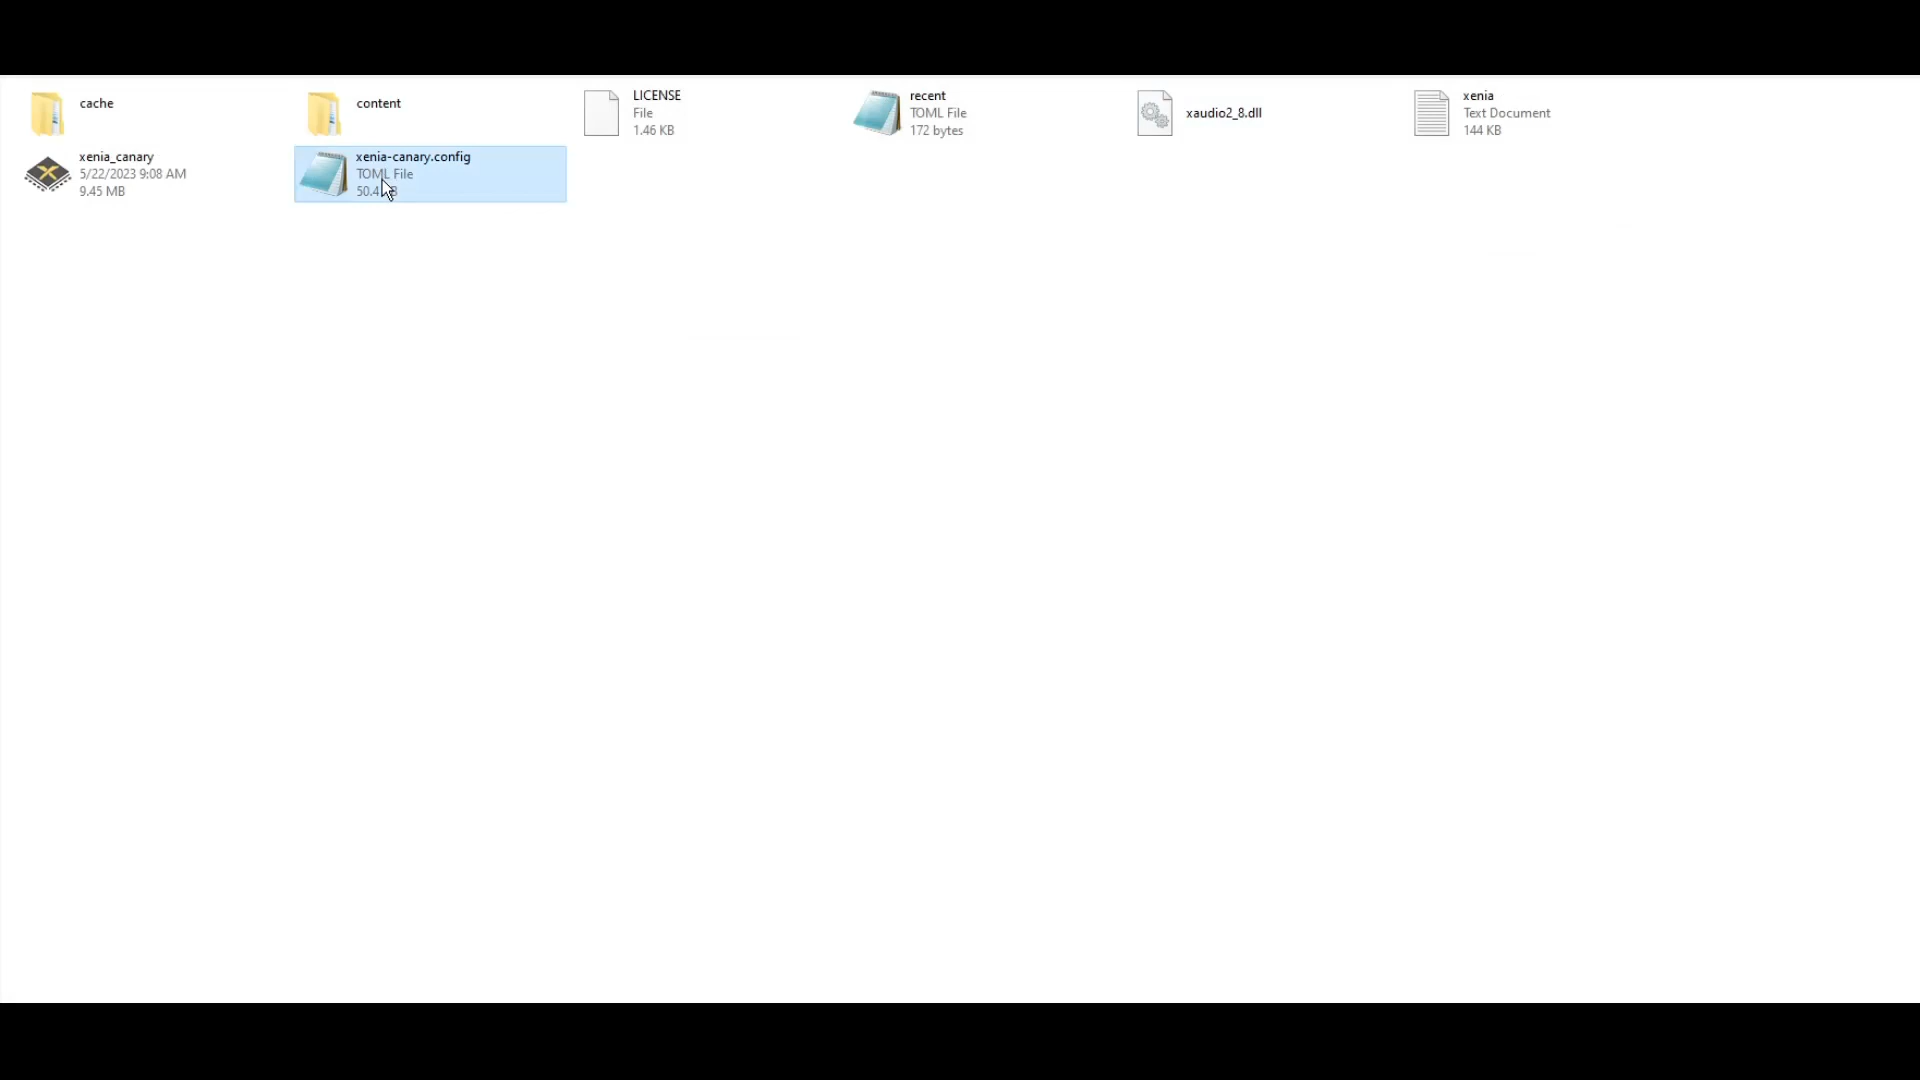 cache
content
LICENSE
File
1.46 KB
recent
TOML File
172 bytes
xaudio2_8.dll
xenia
Text Document
144 KB
xenia_canary
5/22/2023 9:08 AM
9.45 MB
xenia-canary.config
TOML File